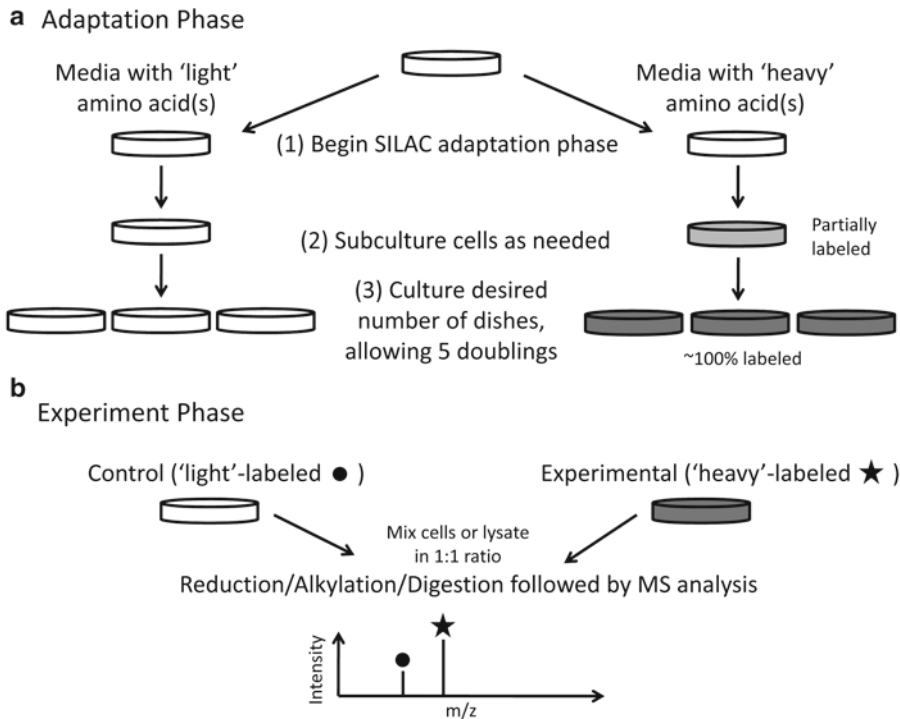 a Adaptation Phase
Media with ‘light’
amino acid(s)
Media with ‘heavy’
amino acid(s)
(1) Begin SILAC adaptation phase
(2) Subculture cells as needed
Partially
labeled
(3) Culture desired
number of dishes,
allowing 5 doublings
~100% labeled
b
Experiment Phase
Control (‘light’-labeled ● )
Experimental (‘heavy’-labeled ★ )
Mix cells or lysate
in 1:1 ratio
Reduction/Alkylation/Digestion followed by MS analysis
Intensity
m/z